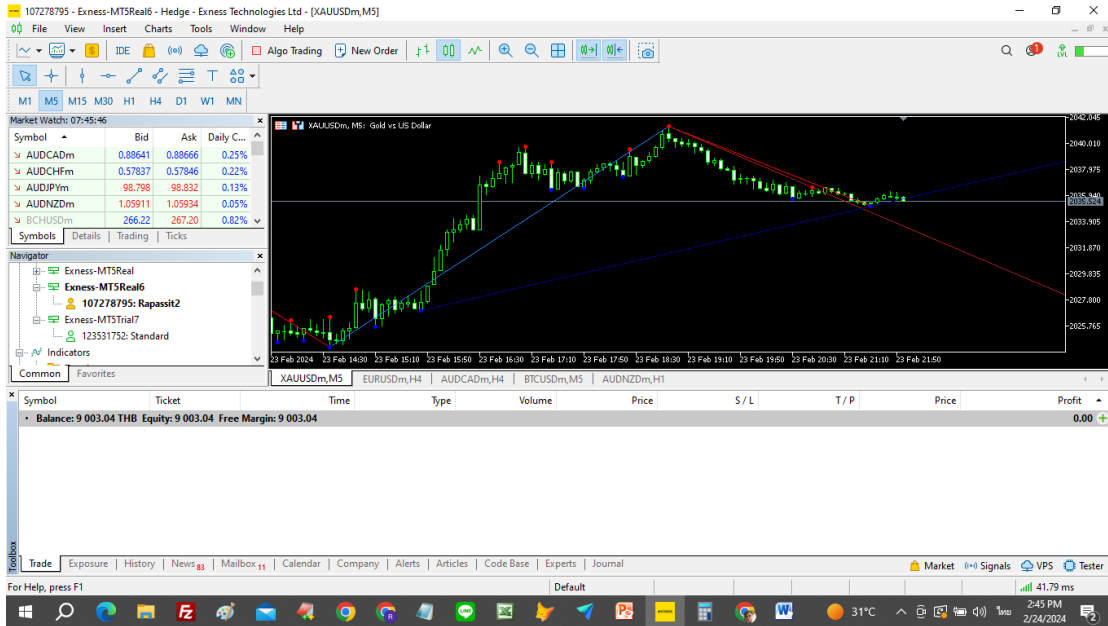 107278795 - Exness-MT5Real6 - Hedge - Exness Technologies Ltd - [XAUUSDm,M5]
File View Insert Charts Tools Window Help
IDE Algo Trading New Order 1 LVL
M1 M5 M15 M30 H1 H4 D1 W1 MN
Market Watch: 07:45:46
Symbol Bid Ask Daily C...
AUDCADm 0.88641 0.88666 0.25%
AUDCHFm 0.57837 0.57846 0.22%
AUDJPYm 98.798 98.832 0.13%
AUDNZDm 1.05911 1.05934 0.05%
BCHUSDm 266.22 267.20 0.82%
Symbols Details Trading Ticks
Navigator
Exness-MT5Real
Exness-MT5Real6
107278795: Rapassit2
Exness-MT5Trial7
123531752: Standard
Indicators
Common Favorites
XAUUSDm, M5: Gold vs US Dollar
2042.045
2040.010
2037.975
2035.940
2035.524
2033.905
2031.870
2029.835
2027.800
2025.765
23 Feb 2024 23 Feb 14:30 23 Feb 15:10 23 Feb 15:50 23 Feb 16:30 23 Feb 17:10 23 Feb 17:50 23 Feb 18:30 23 Feb 19:10 23 Feb 19:50 23 Feb 20:30 23 Feb 21:10 23 Feb 21:50
XAUUSDm,M5 EURUSDm,H4 AUDCADm,H4 BTCUSDm,M5 AUDNZDm,H1
Symbol Ticket Time Type Volume Price S / L T / P Price Profit
Balance: 9 003.04 THB Equity: 9 003.04 Free Margin: 9 003.04 0.00
Toolbox
Trade Exposure History News 83 Mailbox 11 Calendar Company Alerts Articles Code Base Experts Journal
Market Signals VPS Tester
For Help, press F1 Default 41.79 ms
31°C ไทย 2:45 PM
2/24/2024 2